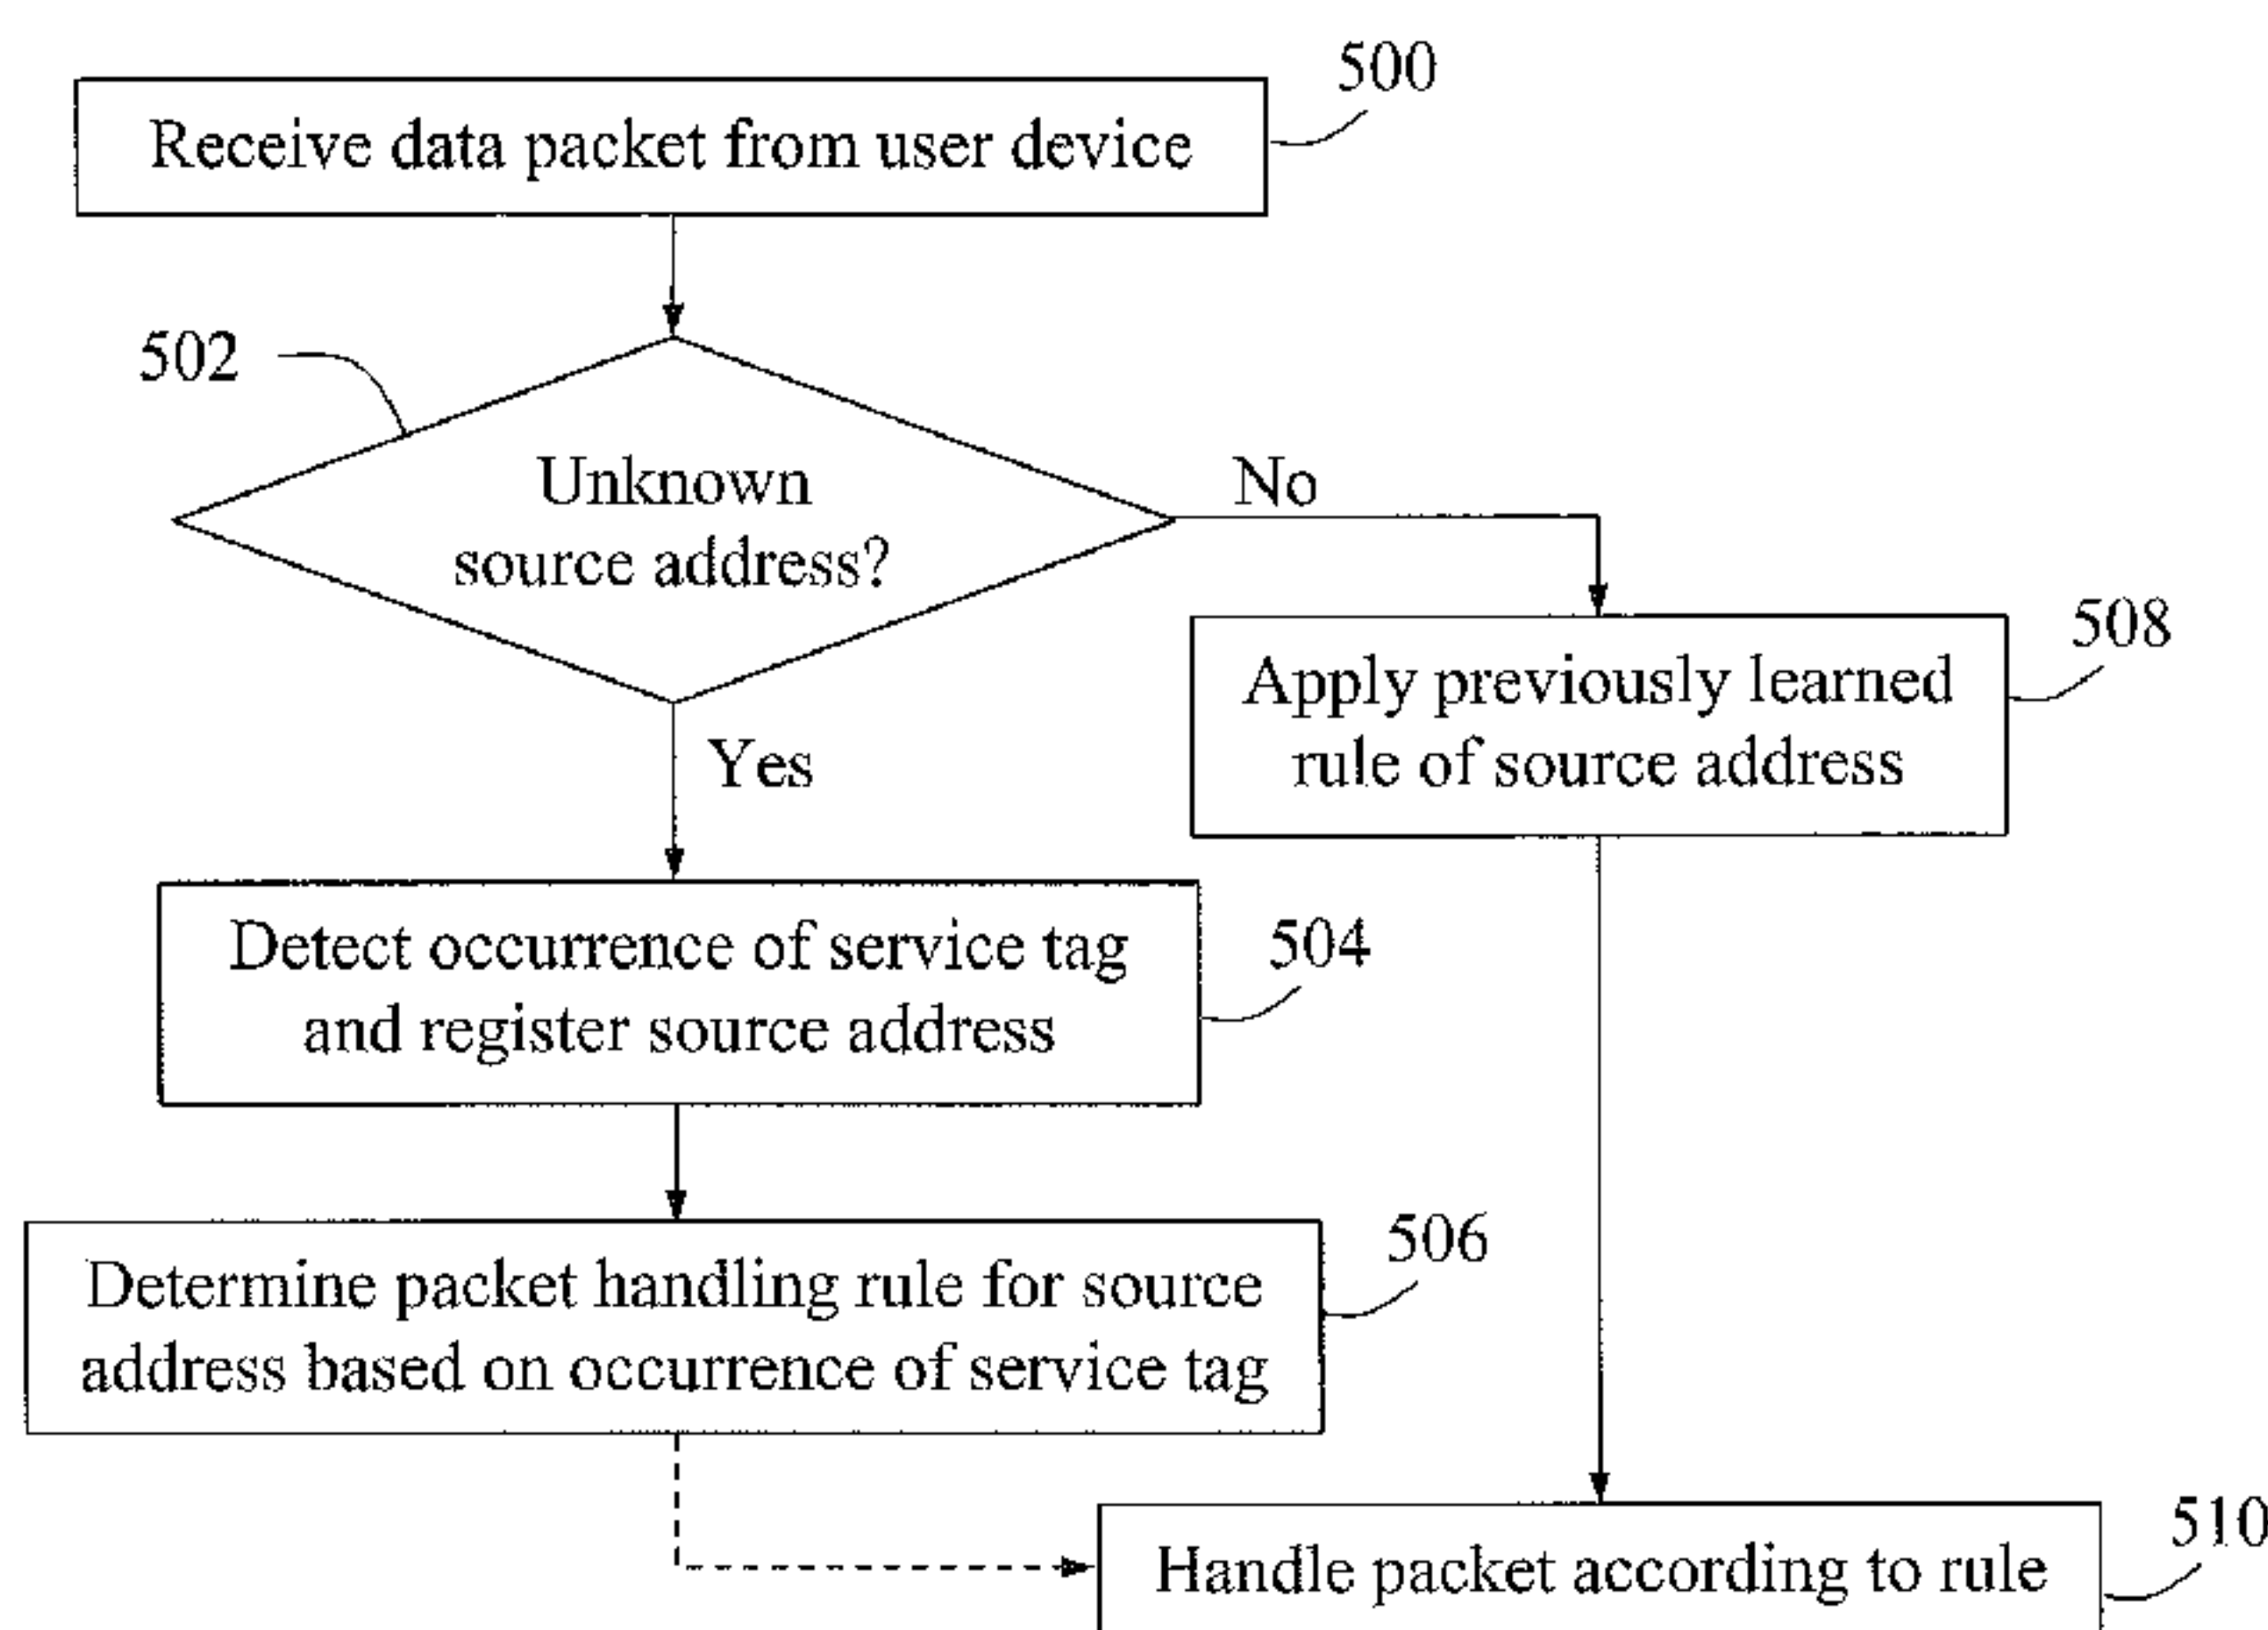 500
Receive data packet from user device
502
Unknown
source address?
No
508
Apply previously learned
rule of source address
Yes
Detect occurrence of service tag
and register source address
504
506
Determine packet handling rule for source
address based on occurrence of service tag
510
Handle packet according to rule